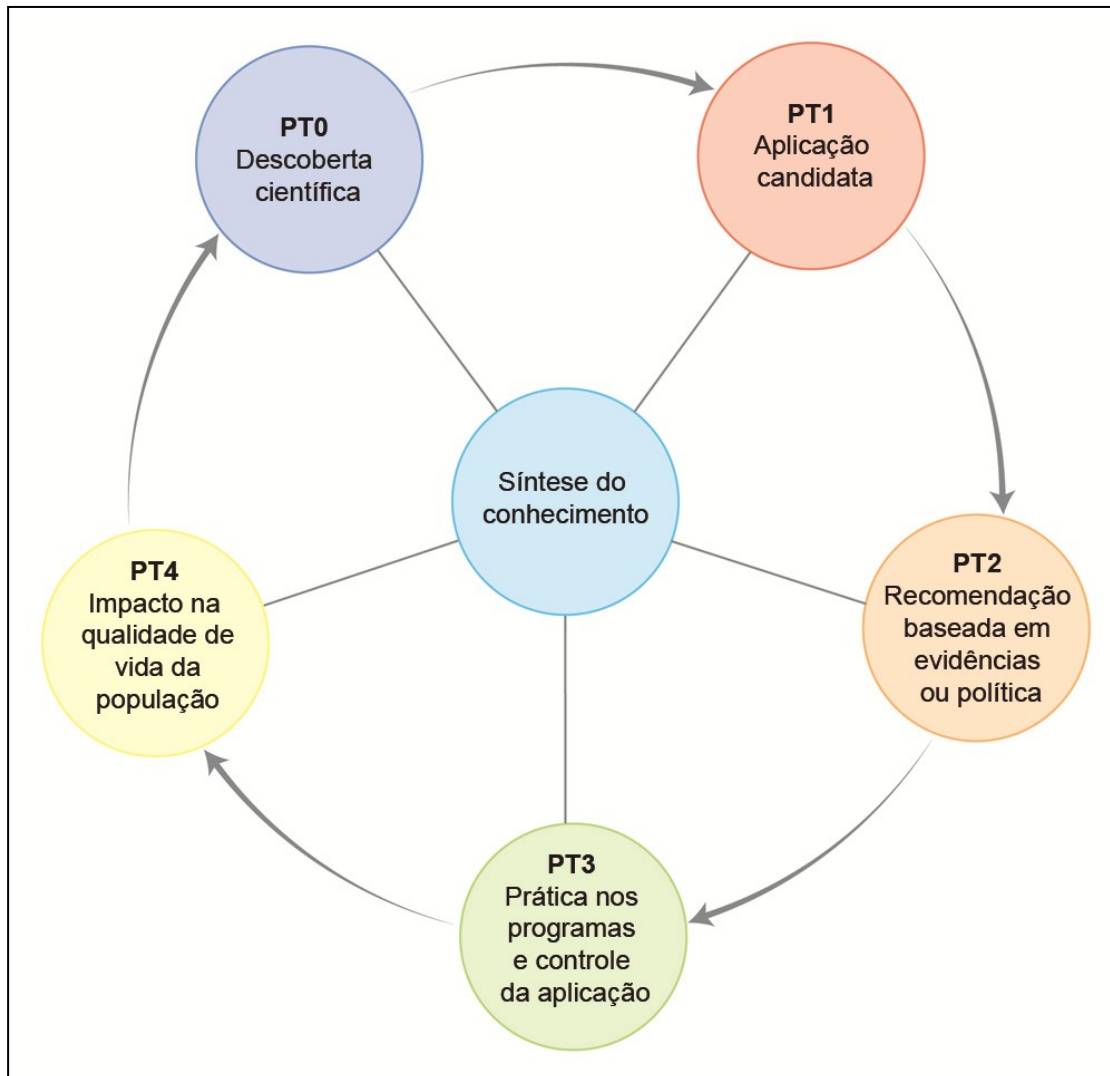 PT0
Descoberta
científica
PT1
Aplicação
candidata
Síntese do
conhecimento
PT2
Recomendação
baseada em
evidências
ou política
PT4
Impacto na
qualidade de
vida da
população
PT3
Prática nos
programas
e controle
da aplicação